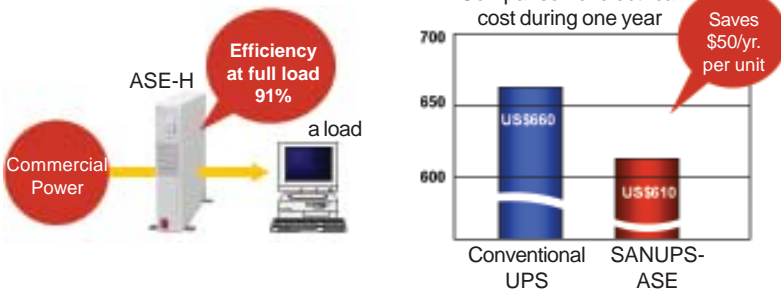 Efficiency
at full load
91%
ASE-H
a load
Commercial
Power
cost during one year
Saves
$50/yr.
per unit
700
650
600
US$660
US$610
Conventional
UPS
SANUPS-
ASE